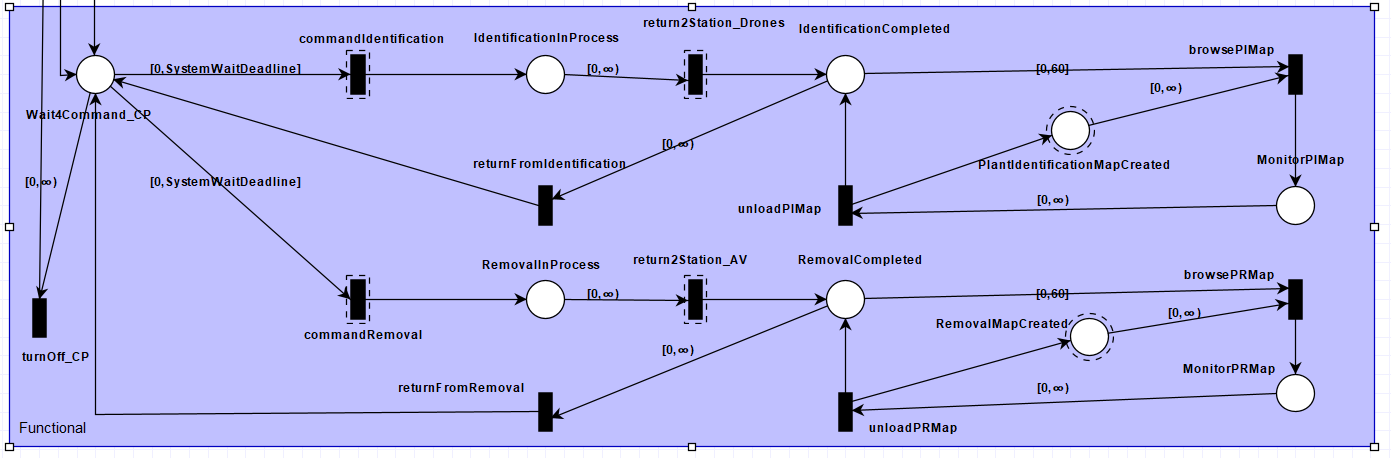 return2Station_Drones
IdentificationInProcess
IdentificationCompleted
commandIdentification
browsePIMap
[0,SystemWaitDeadline]
[0,∞)
[0,60]
[0,∞)
Wait4Command_CP
[0,∞)
returnFromIdentification
PlantIdentificationMapCreated
MonitorPIMap
[0,∞)
[0,SystemWaitDeadline]
unloadPIMap
[0,∞)
RemovalInProcess
return2Station_AV
RemovalCompleted
browsePRMap
[0,∞)
[0,60]
[0,∞)
RemovalMapCreated
commandRemoval
turnOff_CP
[0,∞)
MonitorPRMap
returnFromRemoval
[0,∞)
unloadPRMap
Functional